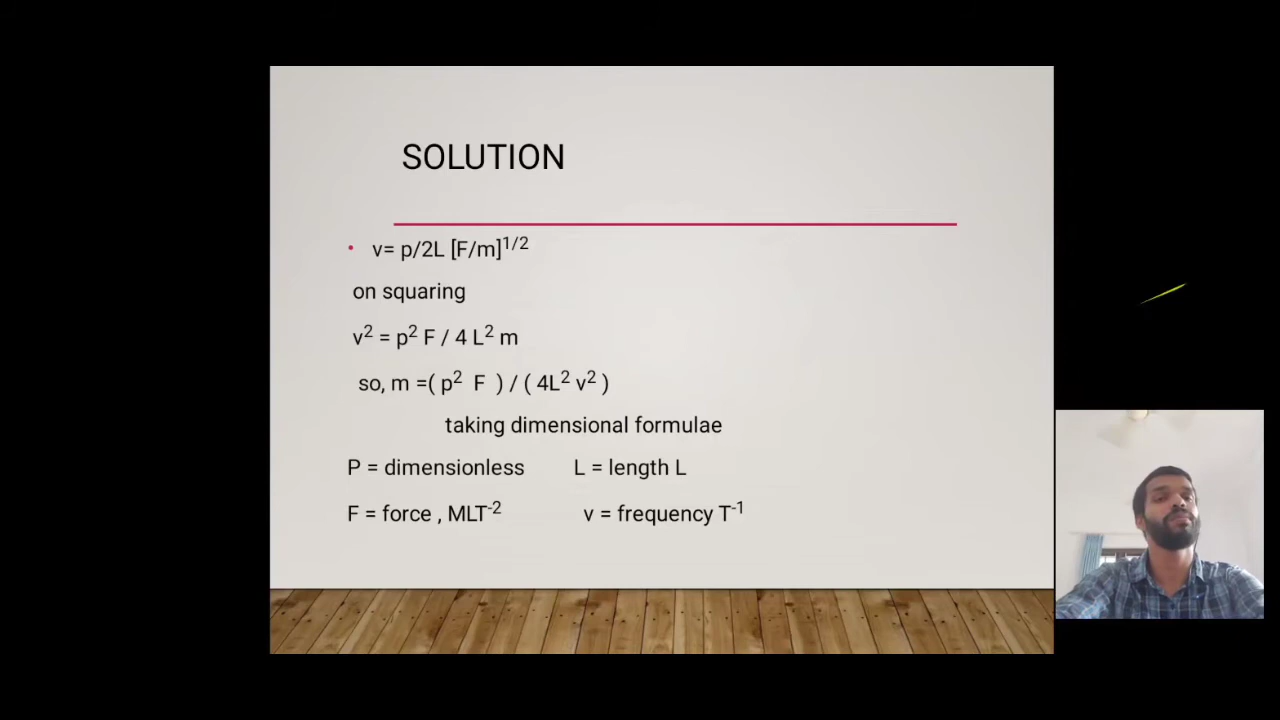 SOLUTION
• v= p/2L [F/m]^1/2
on squaring
v² = p² F / 4 L² m
so, m =( p² F ) / ( 4L² v² )
taking dimensional formulae
P = dimensionless L = length L
F = force , MLT⁻² v = frequency T⁻¹